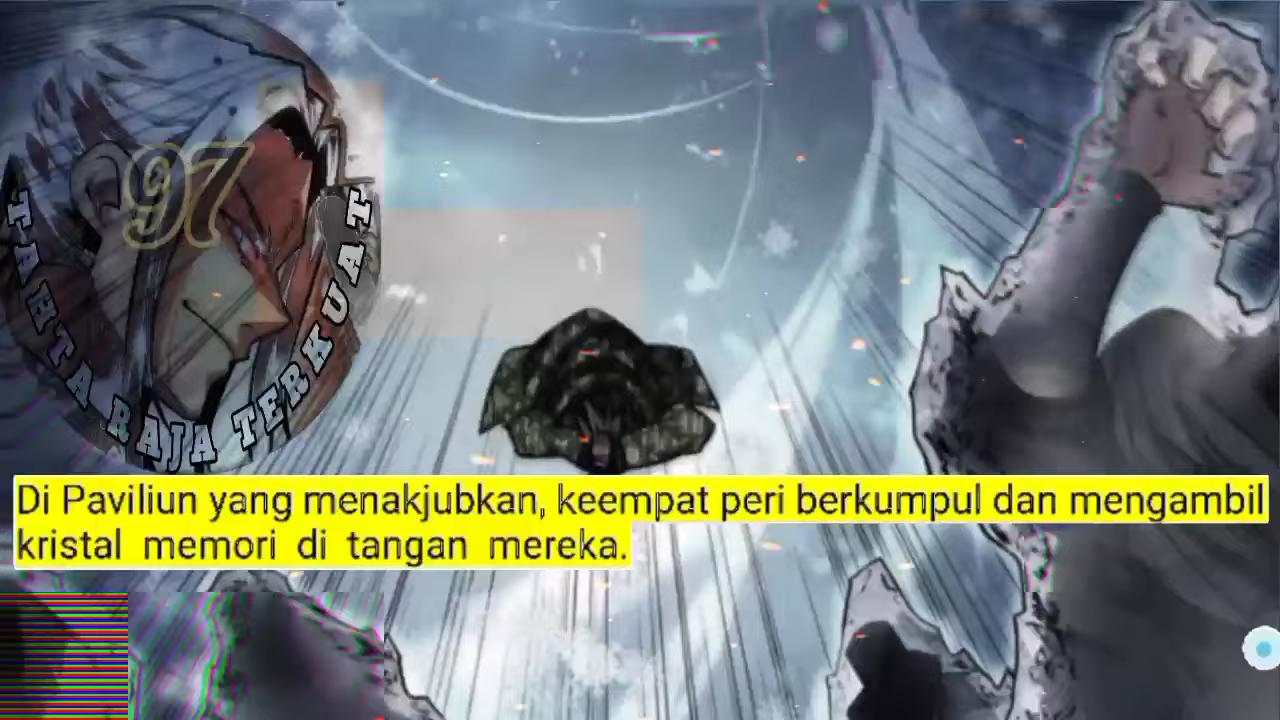 97
TAHTA RAJA TERKUAT
Di Paviliun yang menakjubkan, keempat peri berkumpul dan mengambil
kristal memori di tangan mereka.